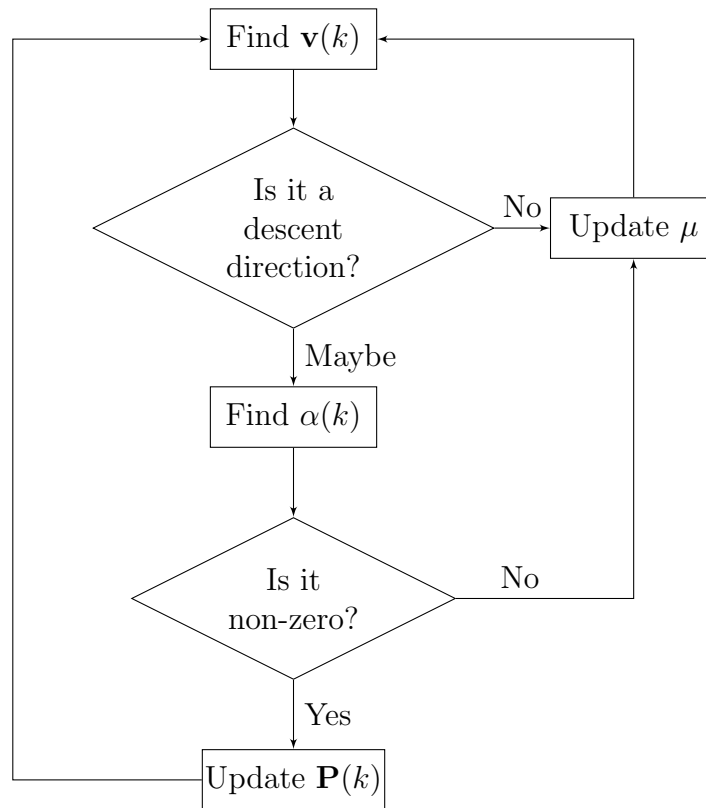 Find v(k)
Is it a
descent
direction?
No
Update μ
Maybe
Find α(k)
Is it
non-zero?
No
Yes
Update P(k)